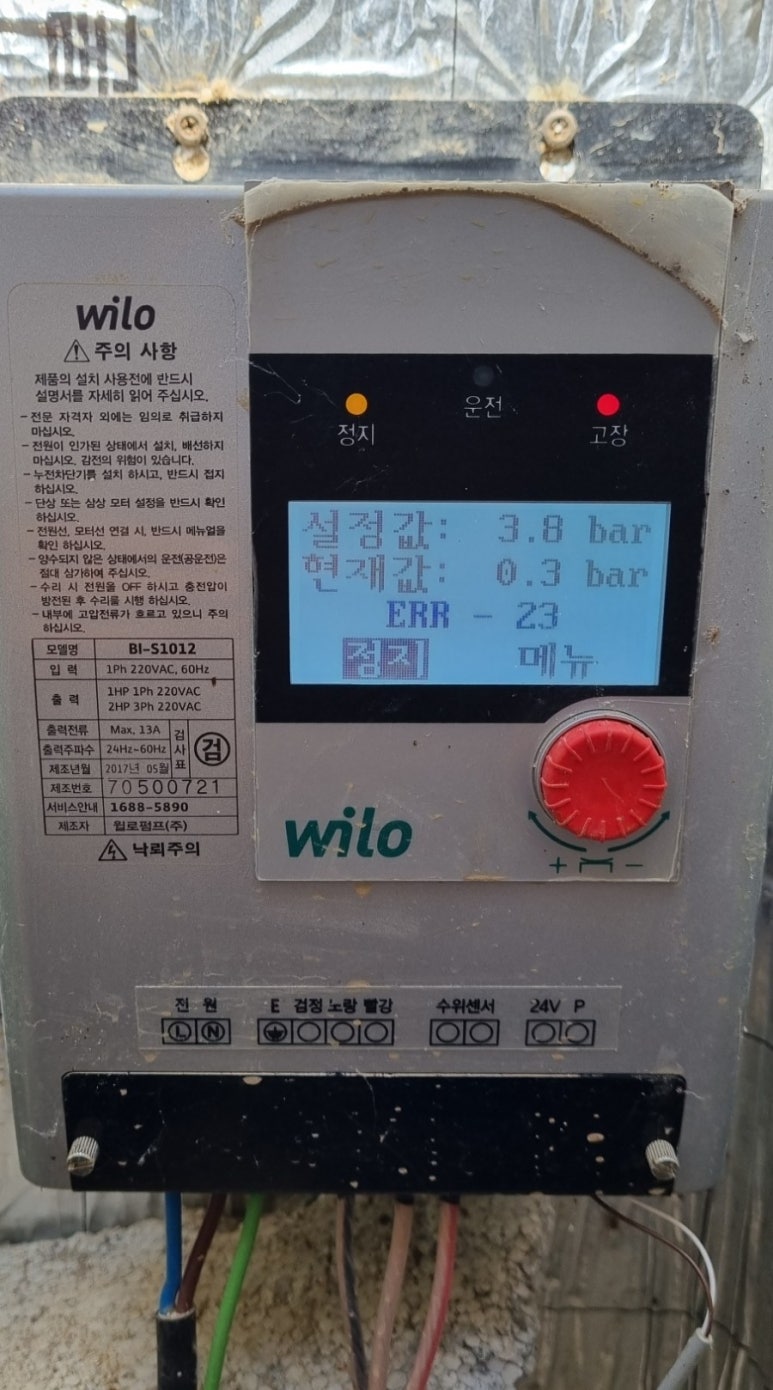 wilo
주의 사항
제품의 설치 사용전에 반드시
설명서를 자세히 읽어 주십시오.
- 전문 자격자 외에는 임의로 취급하지
마십시오.
- 전원이 인가된 상태에서 설치, 배선하지
마십시오. 감전의 위험이 있습니다.
- 누전차단기를 설치 하시고, 반드시 접지
하십시오.
- 단상 또는 삼상 모터 설정을 반드시 확인
하십시오.
- 전원선, 모터선 연결 시, 반드시 메뉴얼을
확인 하십시오.
- 양수되지 않은 상태에서의 운전(공운전)은
절대 삼가하여 주십시오.
- 수리 시 전원을 OFF 하시고 충전압이
방전된 후 수리를 시행 하십시오.
- 내부에 고압전류가 흐르고 있으니 주의
하십시오.
모델명 BI-S1012
입 력 1Ph 220VAC, 60Hz
출 력 1HP 1Ph 220VAC
2HP 3Ph 220VAC
출력전류 Max. 13A
출력주파수 24Hz~60Hz
제조년월 2017년 05월
검사표 검
제조번호 70500721
서비스안내 1688-5890
제조자 윌로펌프(주)
낙뢰주의
정지
운전
고장
설정값: 3.8 bar
현재값: 0.3 bar
ERR - 23
정지 메뉴
wilo
+ -
전 원 E 검정 노랑 빨강 수위센서 24V P
L N